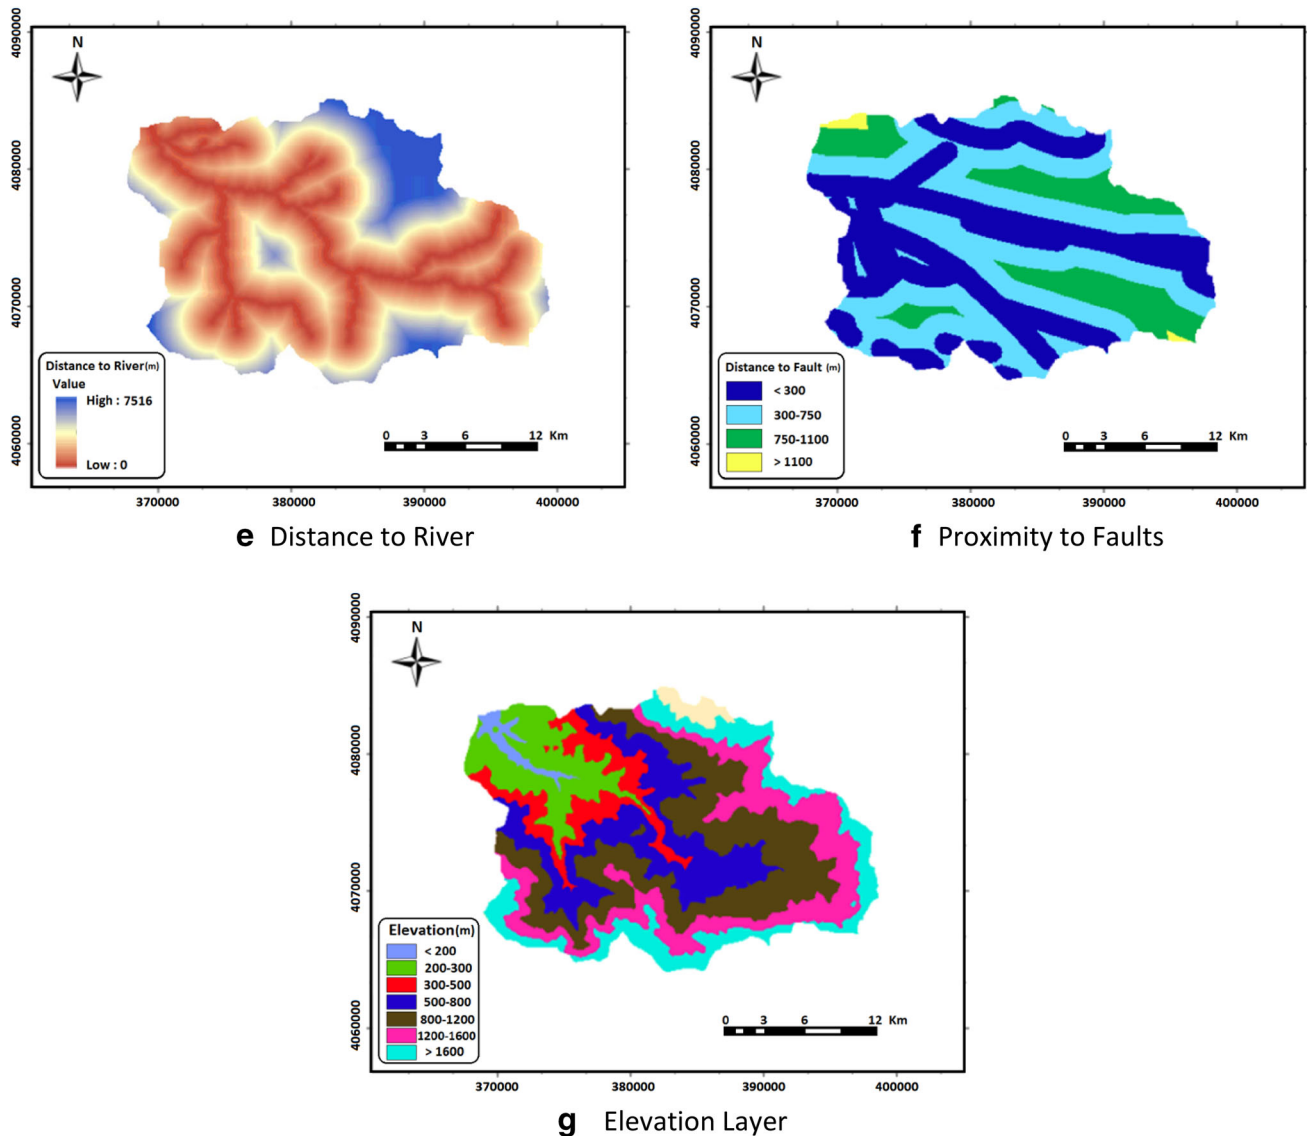 4090000
4080000
4070000
4060000
N
Distance to River(m)
Value
High : 7516
Low : 0
0 3 6 12 Km
370000 380000 390000 400000
e Distance to River
4090000
4080000
4070000
4060000
N
Distance to Fault (m)
< 300
300-750
750-1100
> 1100
0 3 6 12 Km
370000 380000 390000 400000
f Proximity to Faults
4090000
4080000
4070000
4060000
N
Elevation(m)
< 200
200-300
300-500
500-800
800-1200
1200-1600
> 1600
0 3 6 12 Km
370000 380000 390000 400000
g Elevation Layer